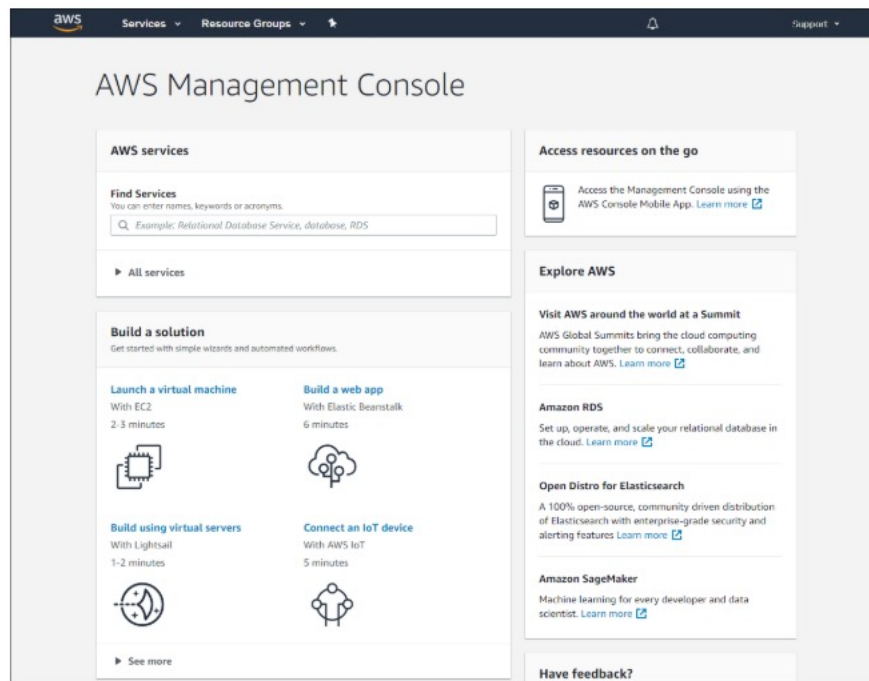 aws
Services
Resource Groups
Support
AWS Management Console
AWS services
Find Services
You can enter names, keywords or acronyms.
Example: Relational Database Service, database, RDS
All services
Build a solution
Get started with simple wizards and automated workflows.
Launch a virtual machine
With EC2
2-3 minutes
Build a web app
With Elastic Beanstalk
6 minutes
Build using virtual servers
With Lightsail
1-2 minutes
Connect an IoT device
With AWS IoT
5 minutes
See more
Access resources on the go
Access the Management Console using the
AWS Console Mobile App. Learn more
Explore AWS
Visit AWS around the world at a Summit
AWS Global Summits bring the cloud computing
community together to connect, collaborate, and
learn about AWS. Learn more
Amazon RDS
Set up, operate, and scale your relational database in
the cloud. Learn more
Open Distro for Elasticsearch
A 100% open-source, community driven distribution
of Elasticsearch with enterprise-grade security and
alerting features Learn more
Amazon SageMaker
Machine learning for every developer and data
scientist. Learn more
Have feedback?